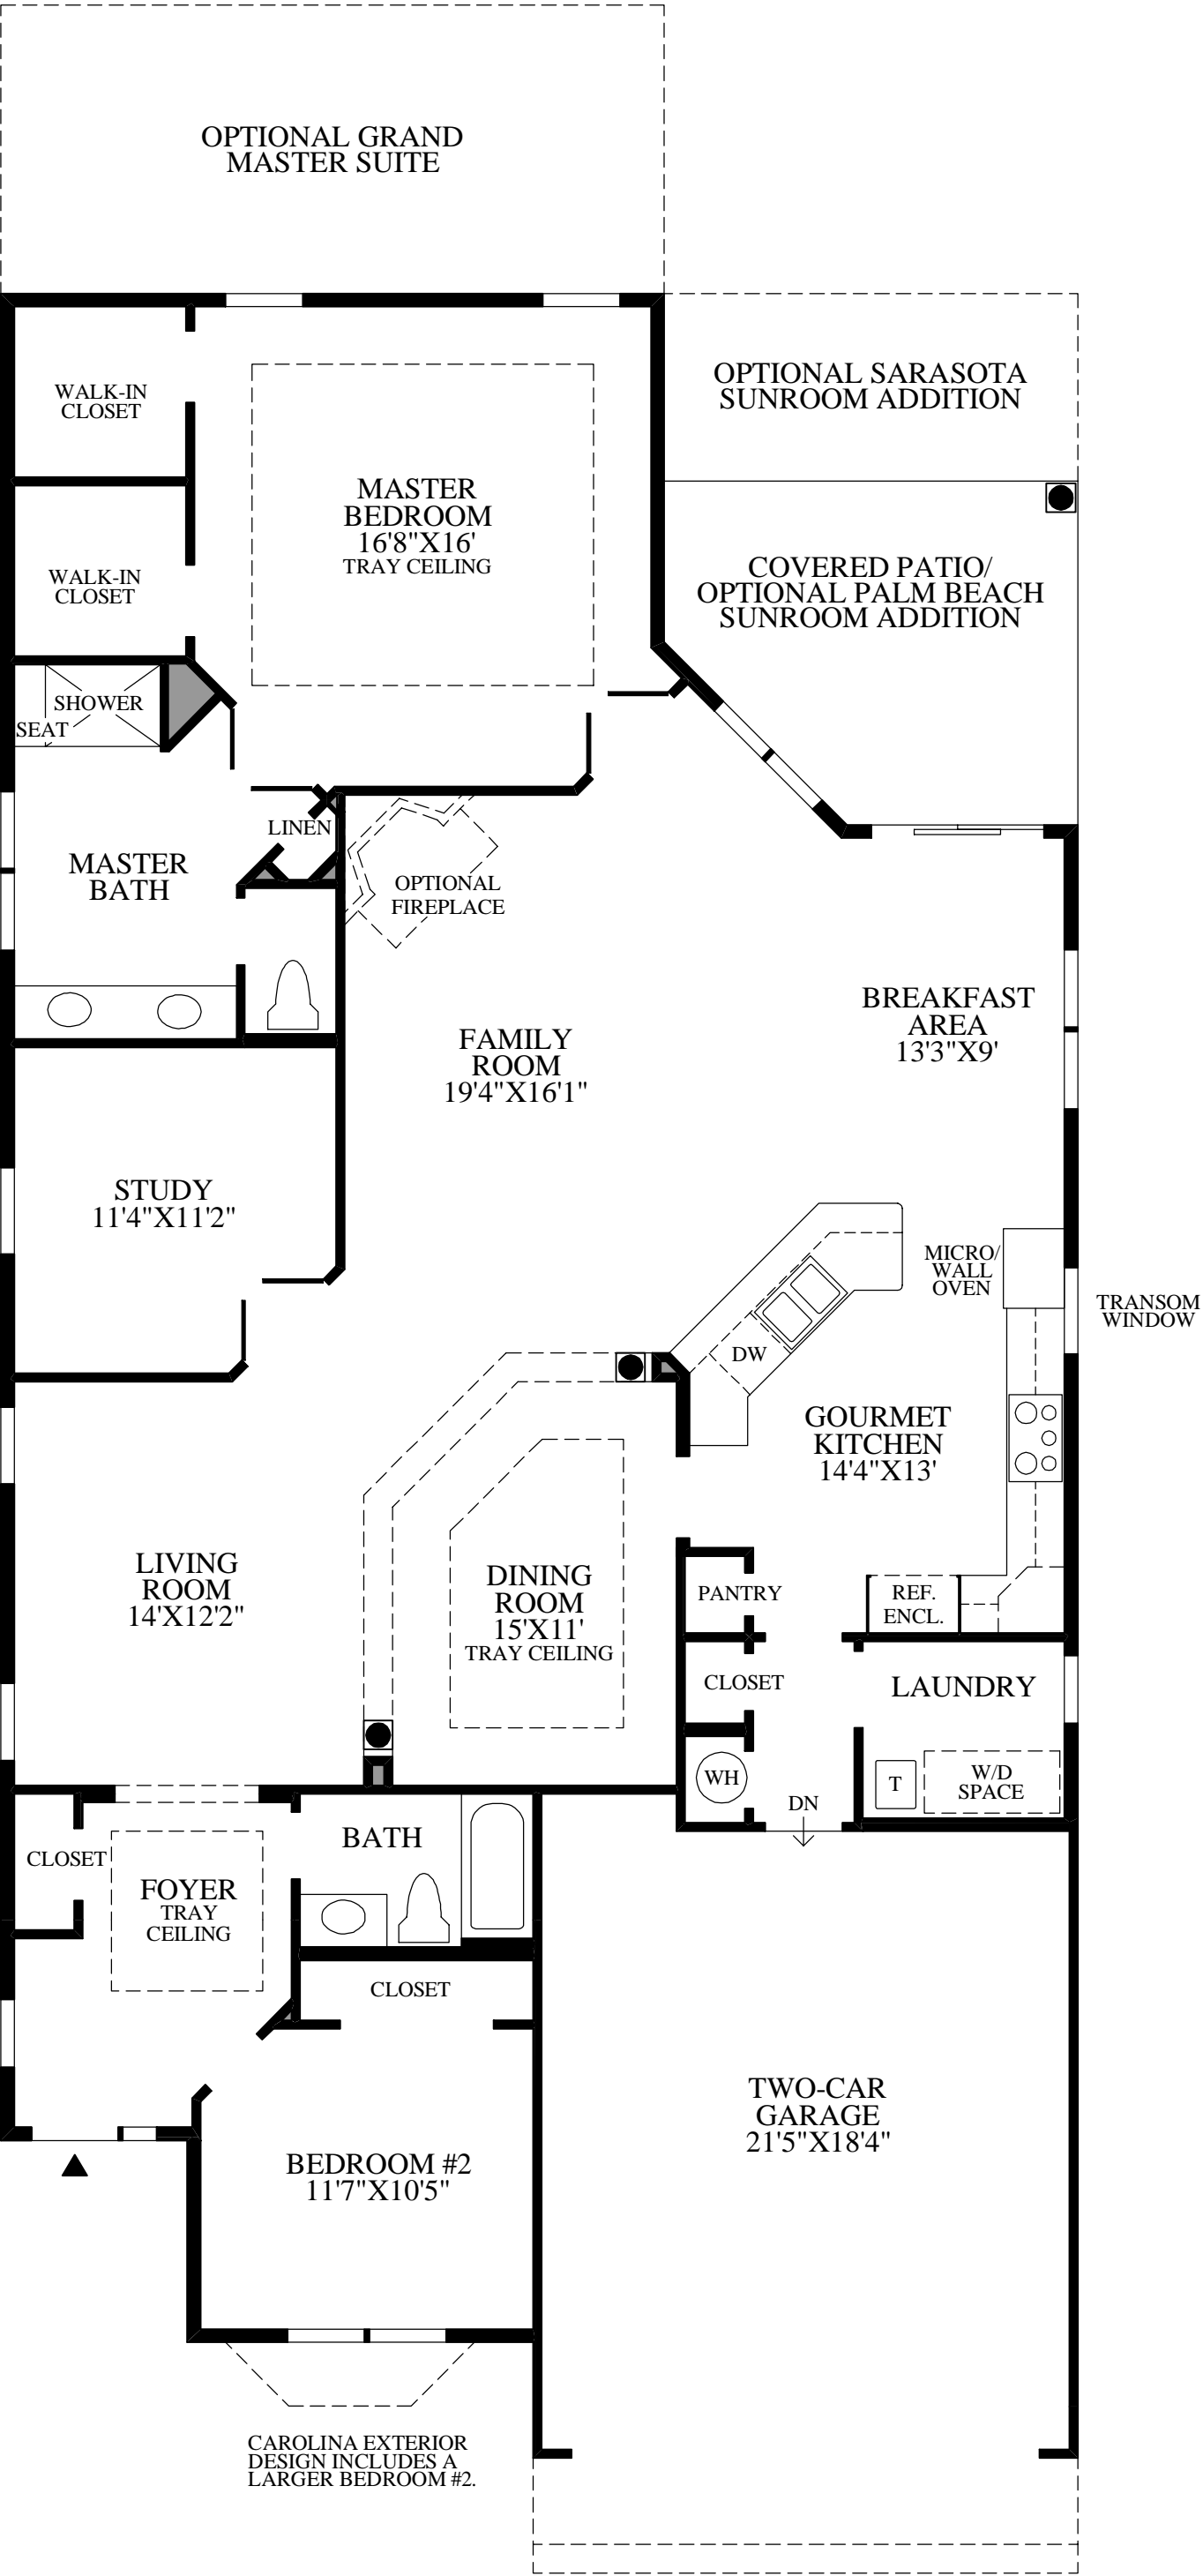 OPTIONAL GRAND
MASTER SUITE
OPTIONAL SARASOTA
SUNROOM ADDITION
WALK-IN
CLOSET
MASTER
BEDROOM
16'8"X16'
TRAY CEILING
WALK-IN
CLOSET
COVERED PATIO/
OPTIONAL PALM BEACH
SUNROOM ADDITION
SHOWER
SEAT
LINEN
MASTER
BATH
OPTIONAL
FIREPLACE
FAMILY
ROOM
19'4"X16'1"
BREAKFAST
AREA
13'3"X9'
STUDY
11'4"X11'2"
MICRO/
WALL
OVEN
TRANSOM
WINDOW
DW
GOURMET
KITCHEN
14'4"X13'
LIVING
ROOM
14'X12'2"
DINING
ROOM
15'X11'
TRAY CEILING
PANTRY
REF.
ENCL.
CLOSET
LAUNDRY
WH
T
W/D
SPACE
DN
CLOSET
FOYER
TRAY
CEILING
BATH
CLOSET
TWO-CAR
GARAGE
21'5"X18'4"
BEDROOM #2
11'7"X10'5"
CAROLINA EXTERIOR
DESIGN INCLUDES A
LARGER BEDROOM #2.